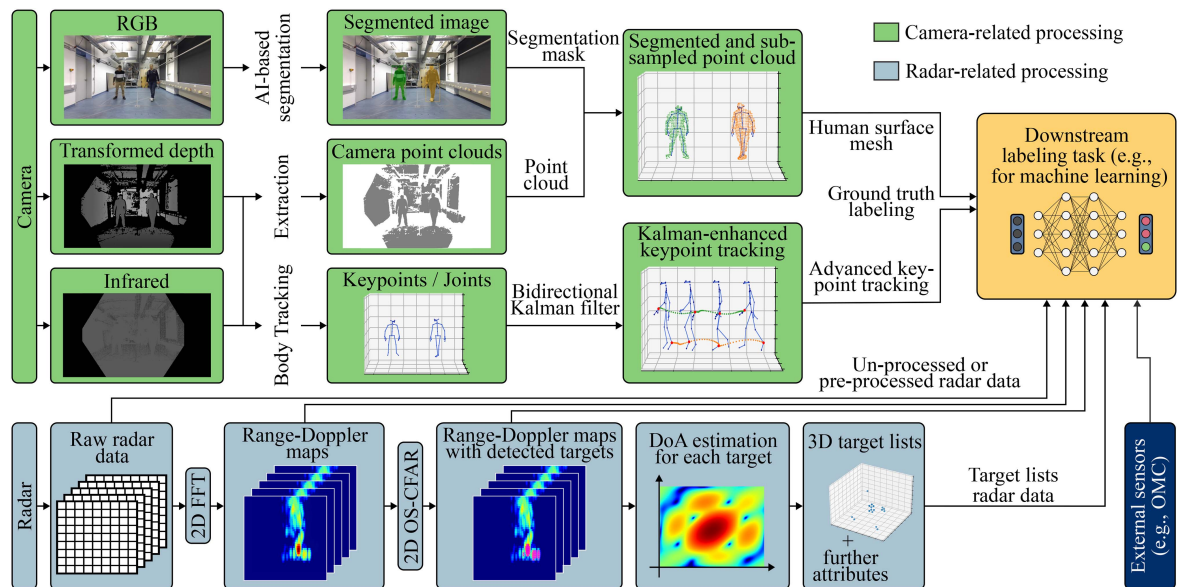 RGB
AI-based
segmentation
Segmented image
Segmentation
mask
Segmented and sub-
sampled point cloud
Camera-related processing
Radar-related processing
Camera
Transformed depth
Extraction
Camera point clouds
Point
cloud
Human surface
mesh
Ground truth
labeling
Downstream
labeling task (e.g.,
for machine learning)
Infrared
Body Tracking
Keypoints / Joints
Bidirectional
Kalman filter
Kalman-enhanced
keypoint tracking
Advanced key-
point tracking
Un-processed or
pre-processed radar data
Radar
Raw radar
data
2D FFT
Range-Doppler
maps
2D OS-CFAR
Range-Doppler maps
with detected targets
DoA estimation
for each target
3D target lists
+
further
attributes
Target lists
radar data
External sensors
(e.g., OMC)